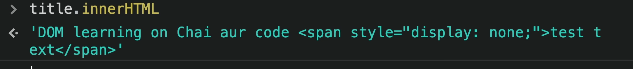 title.innerHTML
'DOM learning on Chai aur code <span style="display: none;">test t
ext</span>'